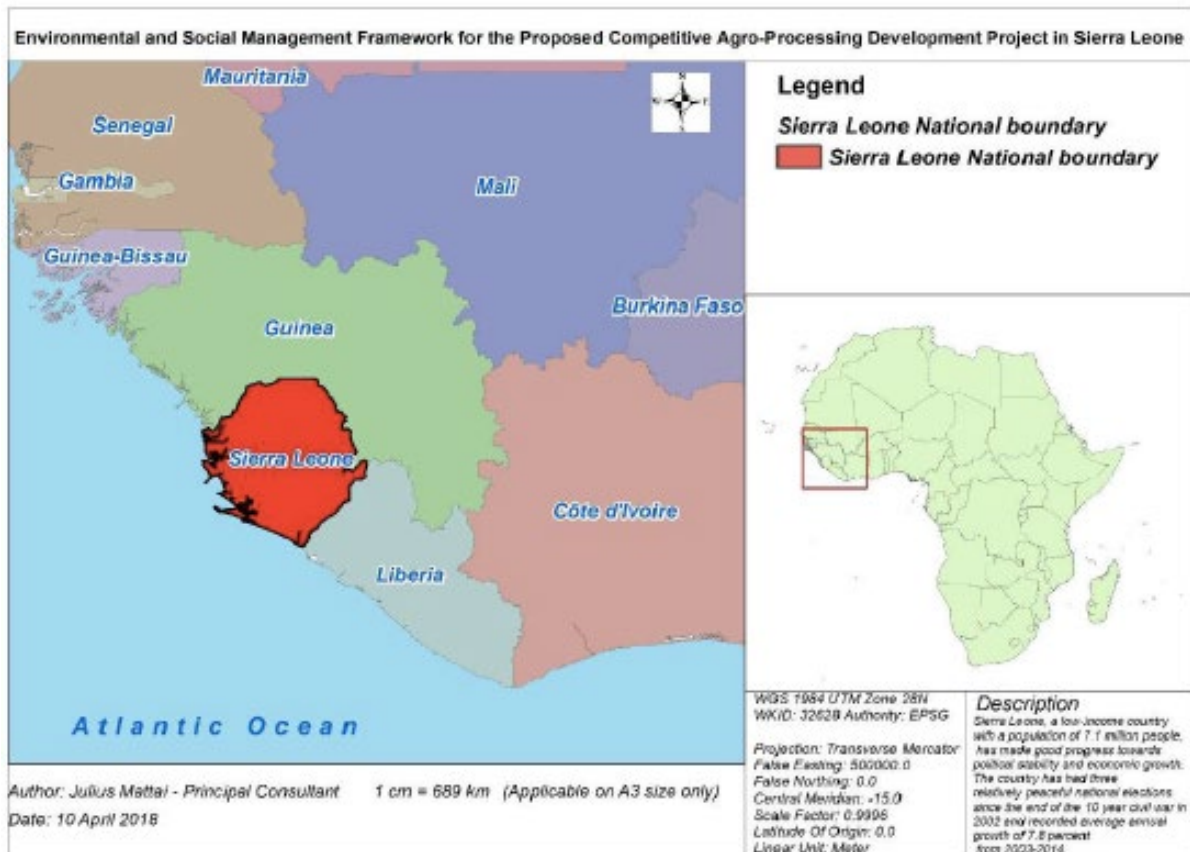 Environmental and Social Management Framework for the Proposed Competitive Agro-Processing Development Project in Sierra Leone
Mauritania
Senegal
Gambia
Mali
Guinea-Bissau
Burkina Faso
Guinea
Sierra Leone
Côte d'Ivoire
Liberia
Atlantic Ocean
N
W E
S
Legend
Sierra Leone National boundary
Sierra Leone National boundary
Author: Julius Mattai - Principal Consultant 1 cm = 689 km (Applicable on A3 size only)
Date: 10 April 2018
WGS 1984 UTM Zone 28N
WKID: 32628 Authority: EPSG
Projection: Transverse Mercator
False Easting: 500000.0
False Northing: 0.0
Central Meridian: -15.0
Scale Factor: 0.9996
Latitude Of Origin: 0.0
Linear Unit: Meter
Description
Sierra Leone, a low-income country
with a population of 7.1 million people,
has made good progress towards
political stability and economic growth.
The country has had three
relatively peaceful national elections
since the end of the 10 year civil war in
2002 and recorded average annual
growth of 7.8 percent
from 2003-2014